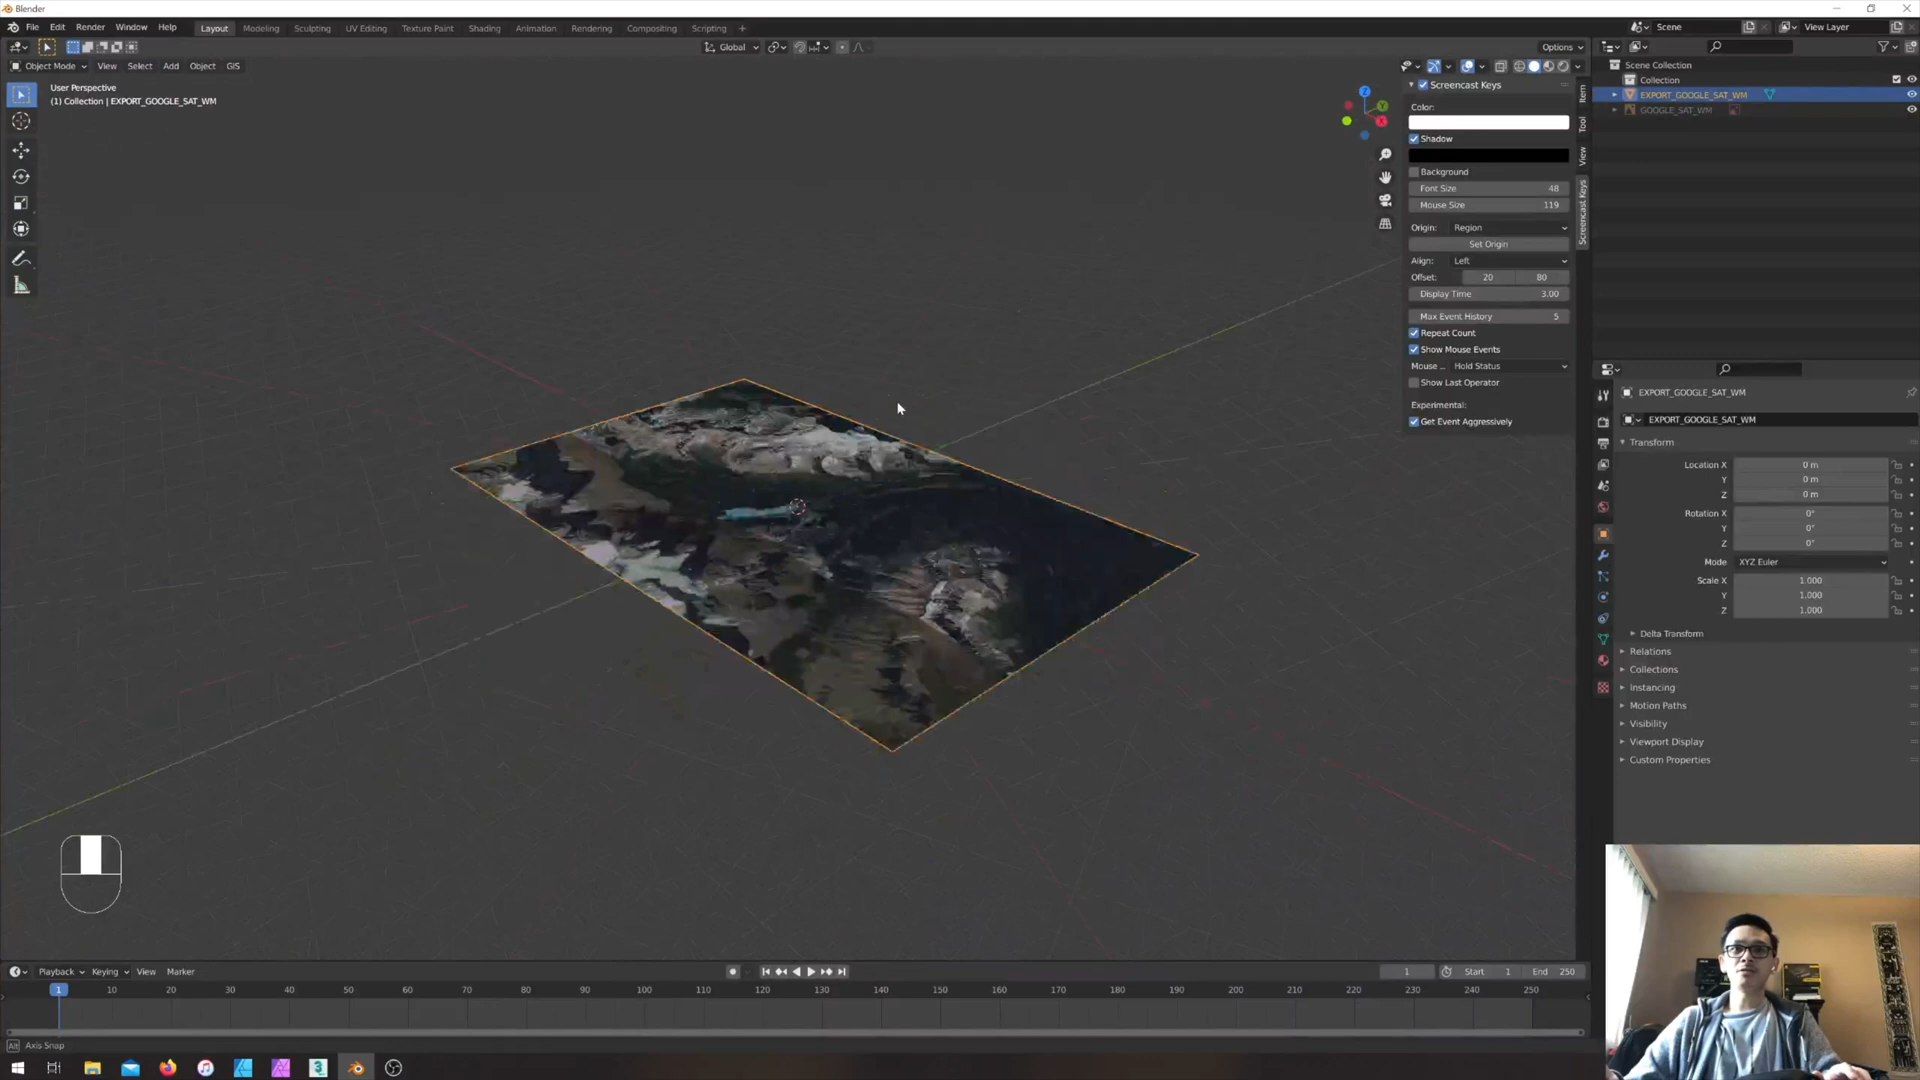 Blender
File Edit Render Window Help
Layout Modeling Sculpting UV Editing Texture Paint Shading Animation Rendering Compositing Scripting +
Scene
View Layer
Global
Options
Object Mode View Select Add Object GIS
User Perspective
(1) Collection | EXPORT_GOOGLE_SAT_WM
Screencast Keys
Color:
Shadow
Background
Font Size 48
Mouse Size 119
Origin: Region
Set Origin
Align: Left
Offset: 20 80
Display Time 3.00
Max Event History 5
Repeat Count
Show Mouse Events
Mouse ... Hold Status
Show Last Operator
Experimental:
Get Event Aggressively
Item
Tool
View
Screencast Keys
Z
Y
X
Scene Collection
Collection
EXPORT_GOOGLE_SAT_WM
GOOGLE_SAT_WM
EXPORT_GOOGLE_SAT_WM
EXPORT_GOOGLE_SAT_WM
Transform
Location X 0 m
Y 0 m
Z 0 m
Rotation X 0°
Y 0°
Z 0°
Mode XYZ Euler
Scale X 1.000
Y 1.000
Z 1.000
Delta Transform
Relations
Collections
Instancing
Motion Paths
Visibility
Viewport Display
Custom Properties
Playback Keying View Marker
1 Start 1 End 250
1 10 20 30 40 50 60 70 80 90 100 110 120 130 140 150 160 170 180 190 200 210 220 230 240 250
Alt Axis Snap